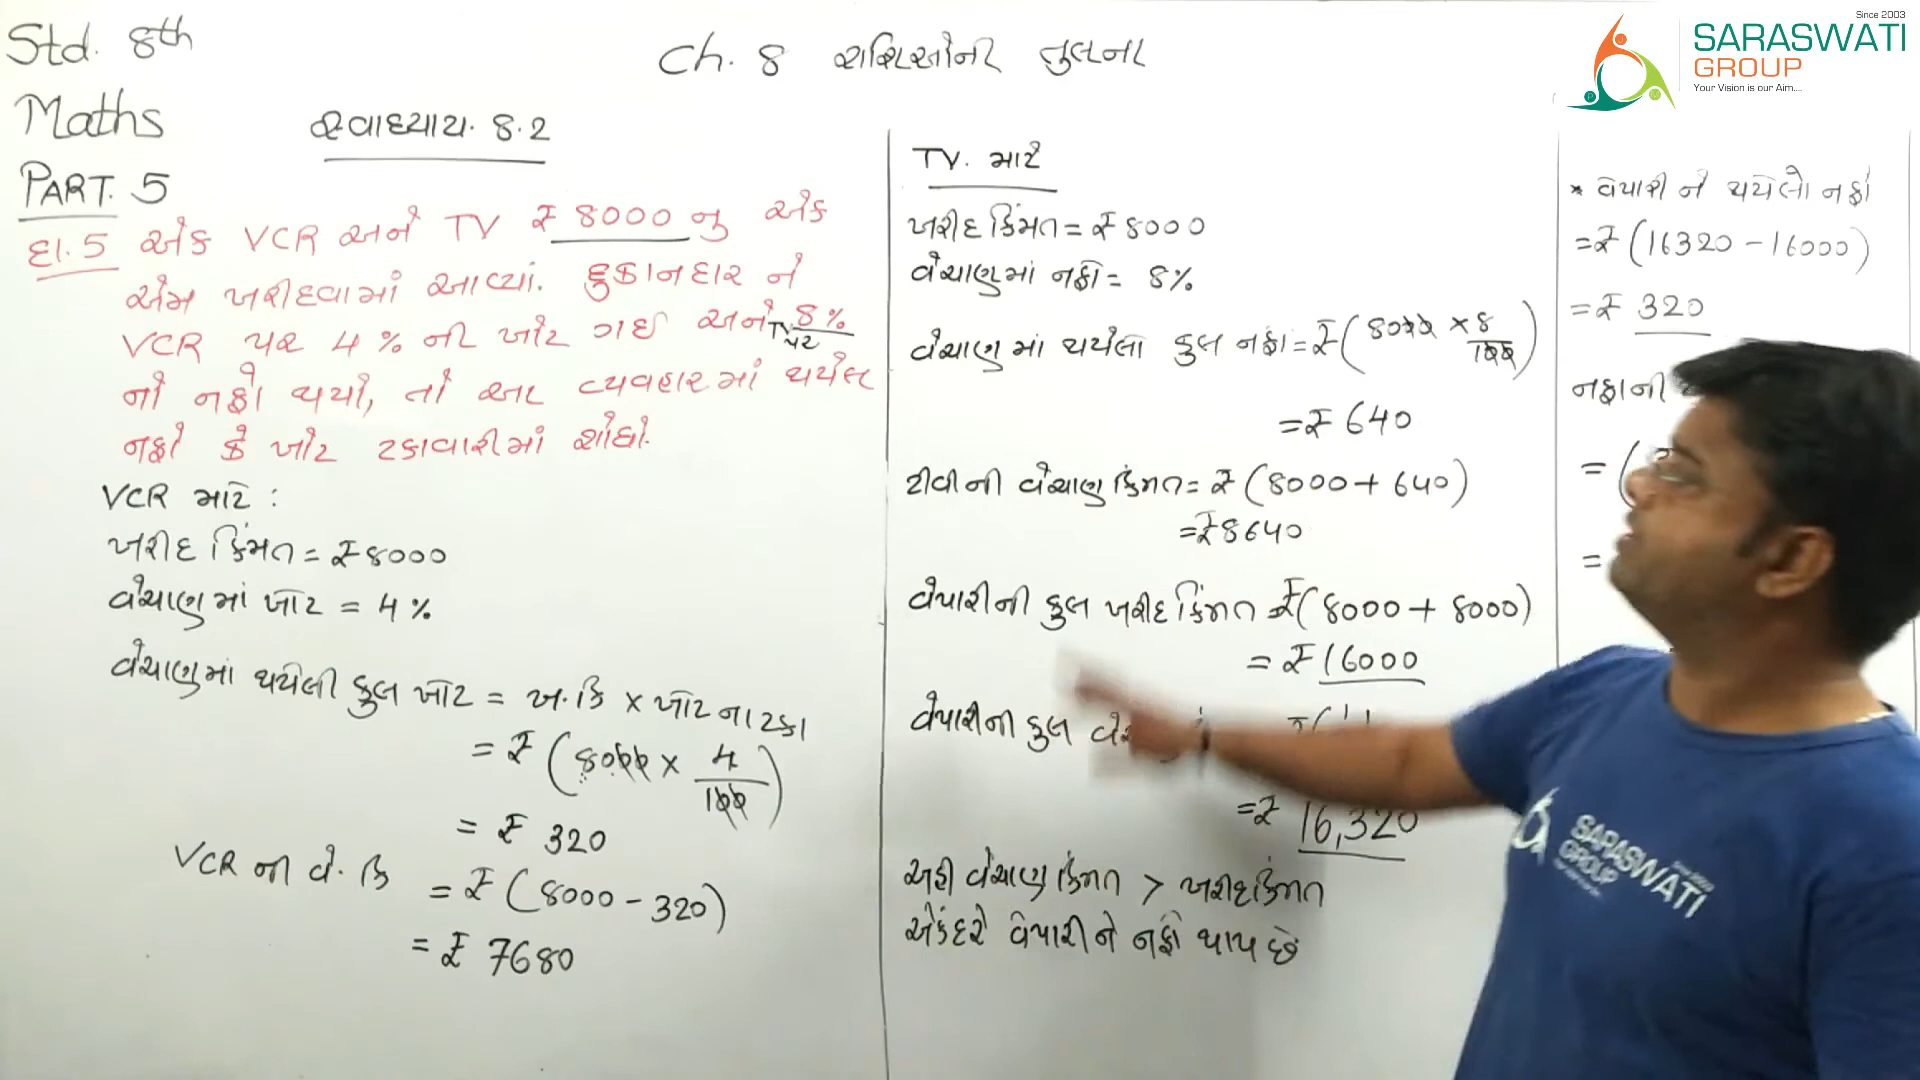 Std. 8th
Maths
PART. 5
Ch. 8 રાશિઓની તુલના
સ્વાધ્યાય. 8.2
દા.5 એક VCR અને TV ₹ 8000 નુ એક
એમ ખરીદવામાં આવ્યાં. દુકાનદાર ને
VCR પર 4 % ની ખોટ ગઈ અને TV પર 8%
નો નફો થયો, તો આ વ્યવહારમાં થયેલ
નફો કે ખોટ ટકાવારીમાં શોધો.
VCR માટે :
ખરીદ કિંમત = ₹ 8000
વેચાણમાં ખોટ = 4 %
વેચાણમાં થયેલી કુલ ખોટ = ખ.કિ × ખોટ ના ટકા
= ₹ (8000 × 4/100)
= ₹ 320
VCR ની વે. કિ = ₹ (8000 - 320)
= ₹ 7680
TV. માટે
ખરીદ કિંમત = ₹ 8000
વેચાણમાં નફો = 8%
વેચાણ માં થયેલો કુલ નફો = ₹ (8000 × 8/100)
= ₹ 640
ટીવીની વેચાણ કિંમત = ₹ (8000 + 640)
= ₹ 8640
વેપારીની કુલ ખરીદ કિંમત = ₹ (8000 + 8000)
= ₹ 16000
વેપારીની કુલ
= ₹ 16,320
અહી વેચાણ કિંમત > ખરીદ કિંમત
એકંદરે વેપારીને નફો થાય છે
* વેપારી ને થયેલો નફો
= ₹ (16320 - 16000)
= ₹ 320
નફાની
= (
=
Since 2003
SARASWATI
GROUP
Your Vision is our Aim....
SARASWATI
GROUP